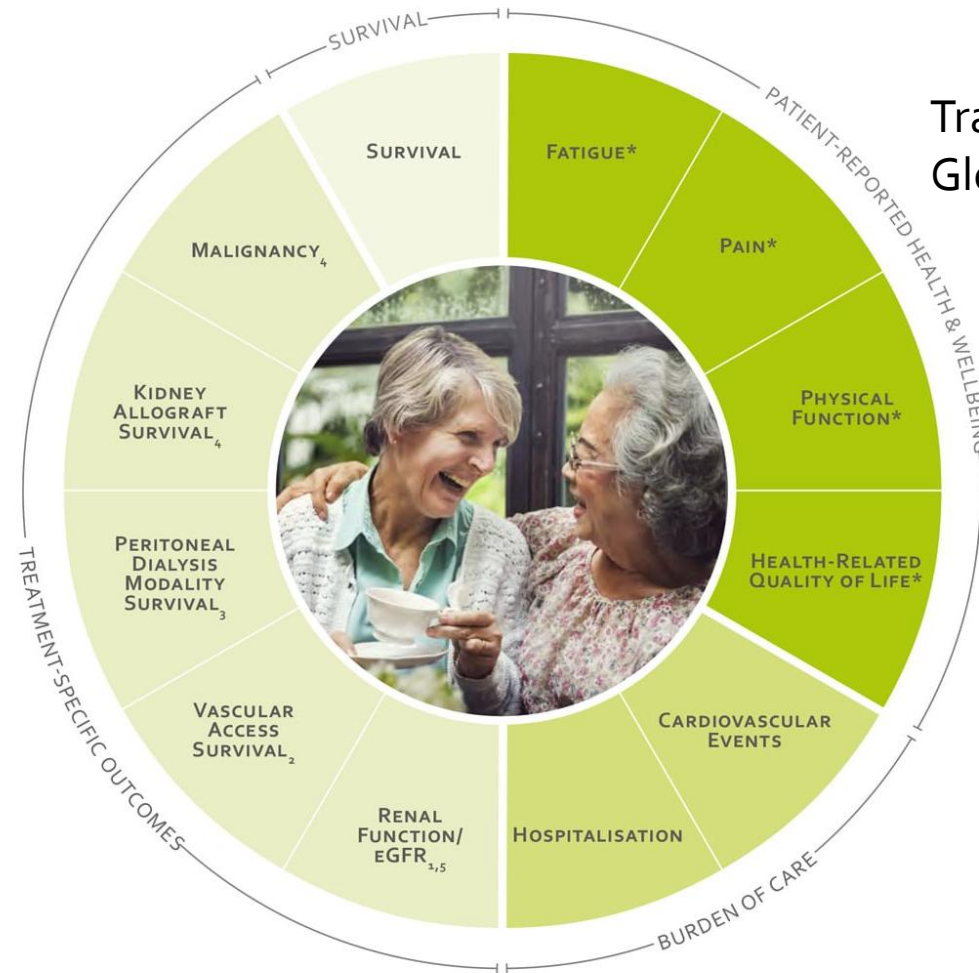 SURVIVAL
PATIENT-REPORTED HEALTH & WELLBEING
BURDEN OF CARE
TREATMENT-SPECIFIC OUTCOMES
SURVIVAL
FATIGUE*
PAIN*
PHYSICAL
FUNCTION*
HEALTH-RELATED
QUALITY OF LIFE*
CARDIOVASCULAR
EVENTS
HOSPITALISATION
RENAL
FUNCTION/
eGFR1,5
VASCULAR
ACCESS
SURVIVAL2
PERITONEAL
DIALYSIS
MODALITY
SURVIVAL3
KIDNEY
ALLOGRAFT
SURVIVAL4
MALIGNANCY4